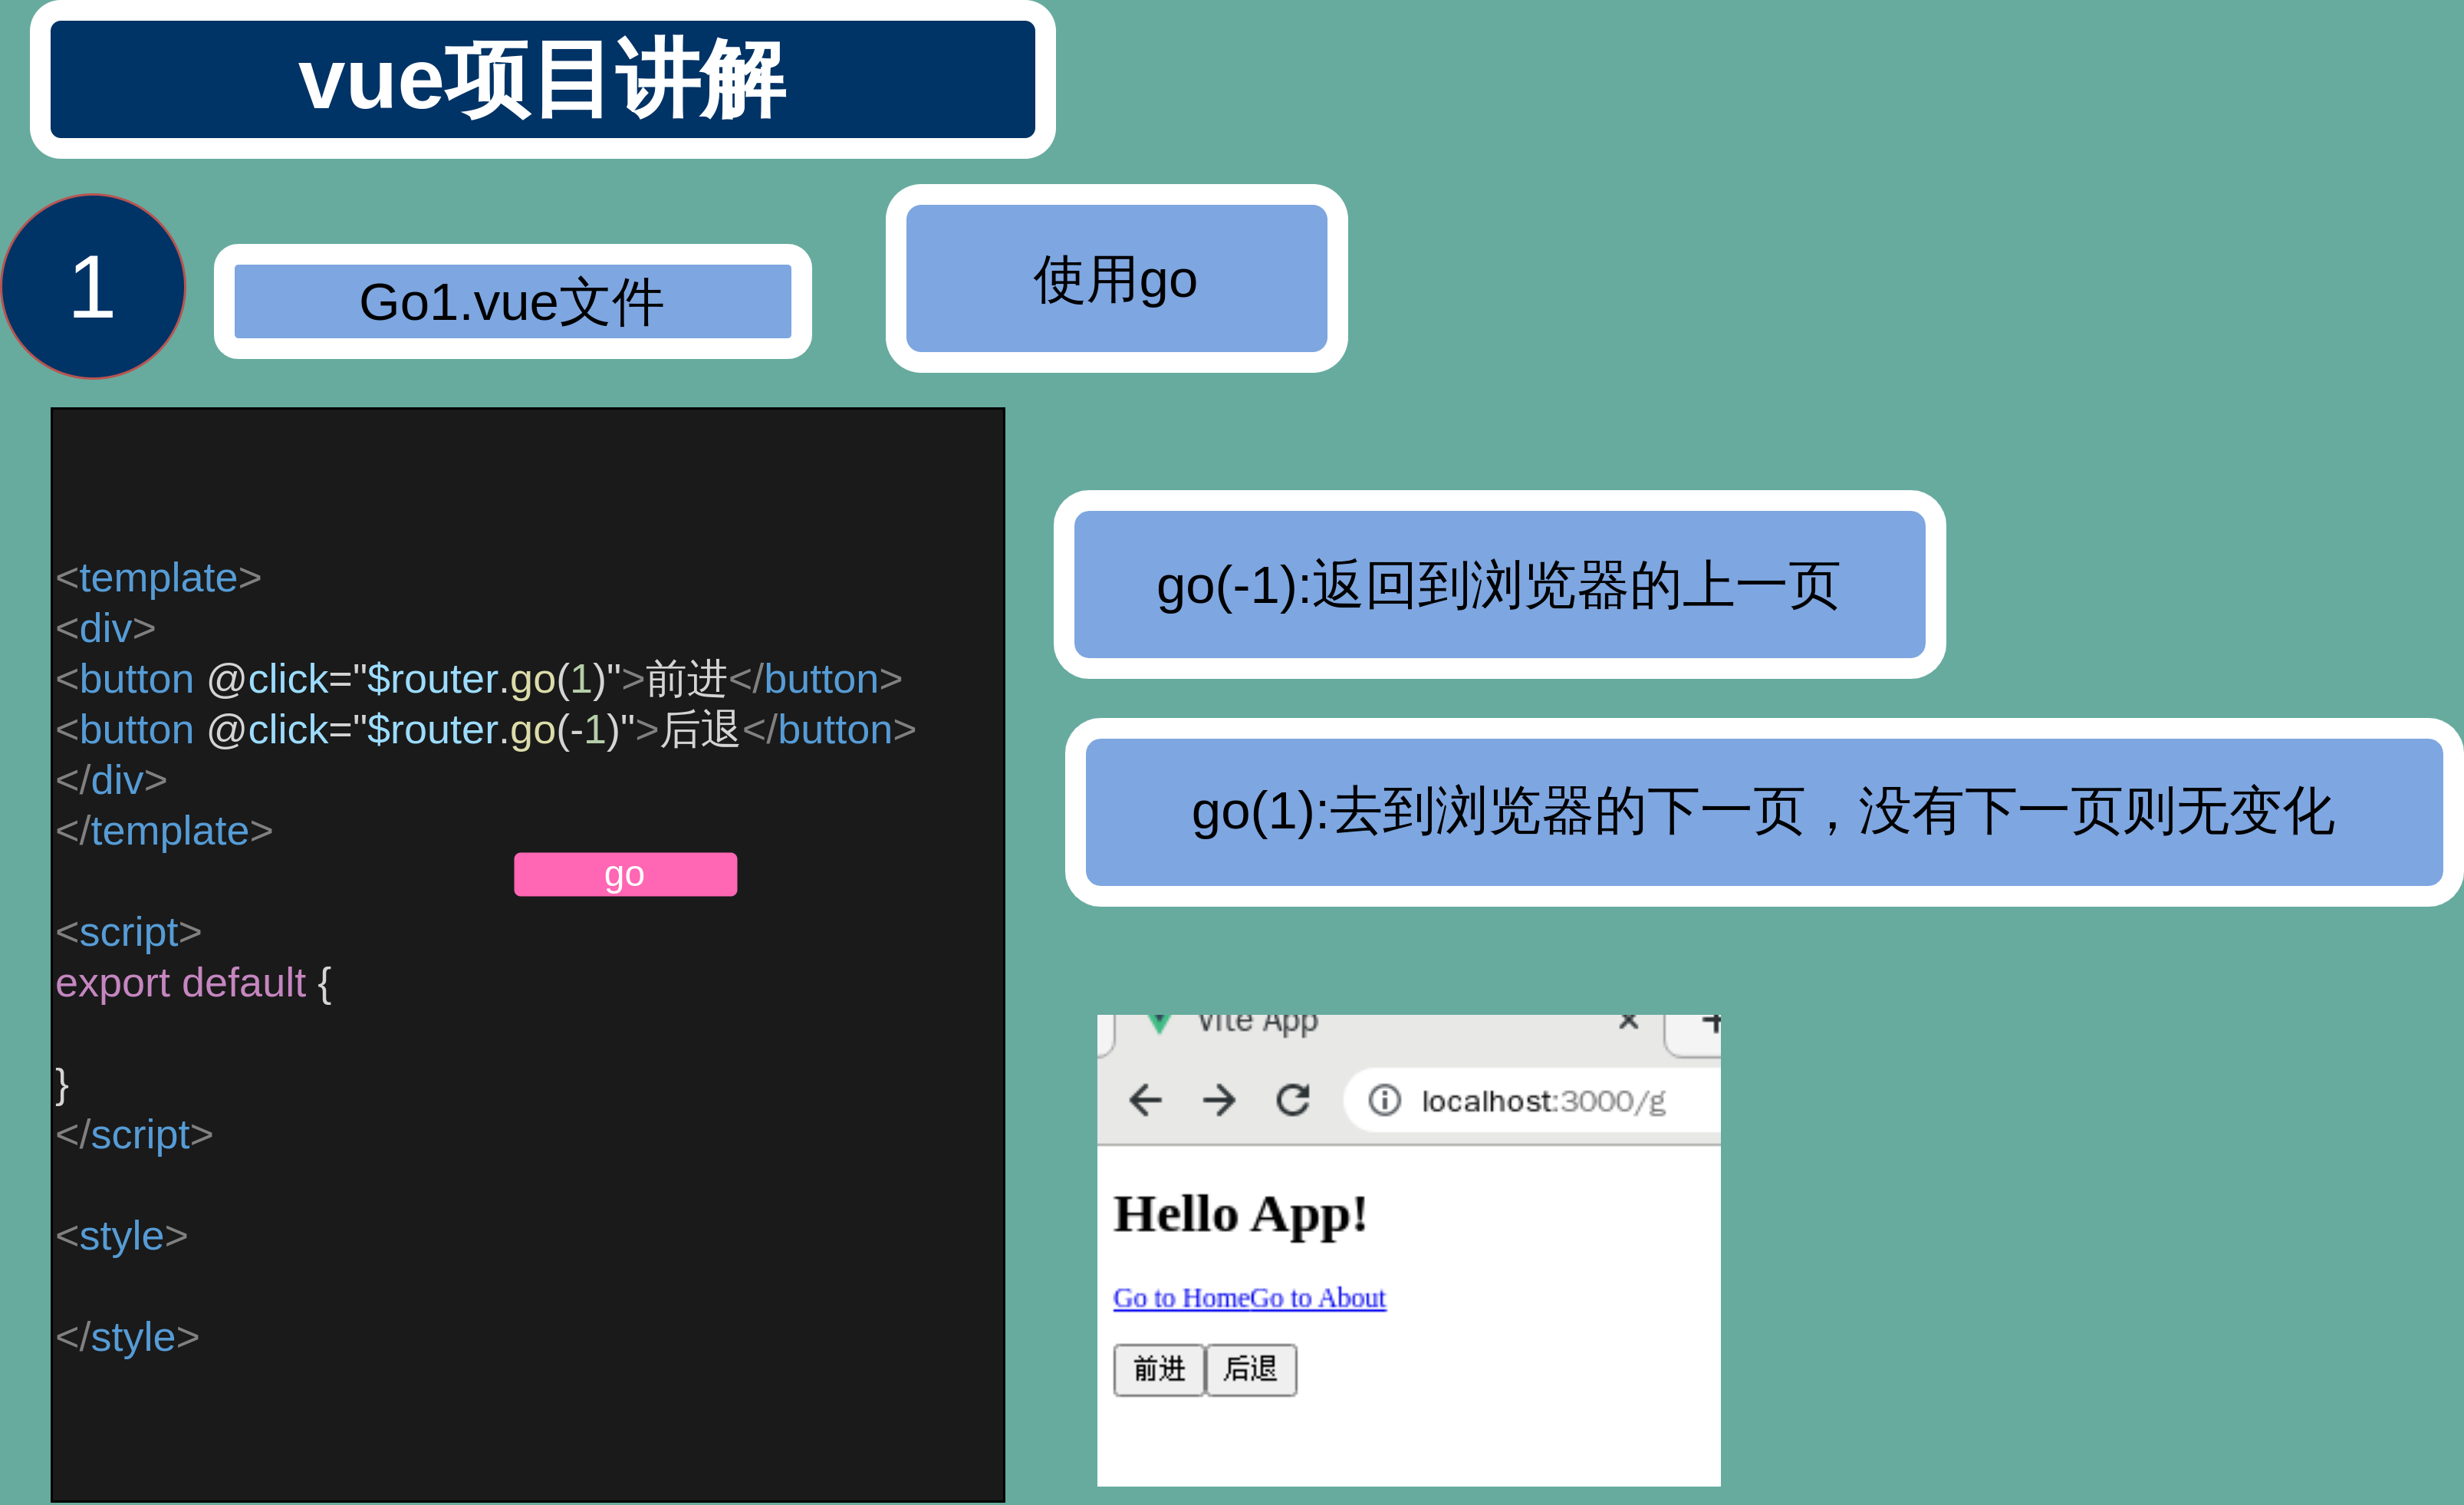 vue项目讲解
1
Go1.vue文件
使用go
<template>
<div>
<button @click="$router.go(1)">前进</button>
<button @click="$router.go(-1)">后退</button>
</div>
</template>
go
<script>
export default {
}
</script>
<style>
</style>
go(-1):返回到浏览器的上一页
go(1):去到浏览器的下一页，没有下一页则无变化
Vite App
localhost:3000/g
Hello App!
Go to HomeGo to About
前进 后退